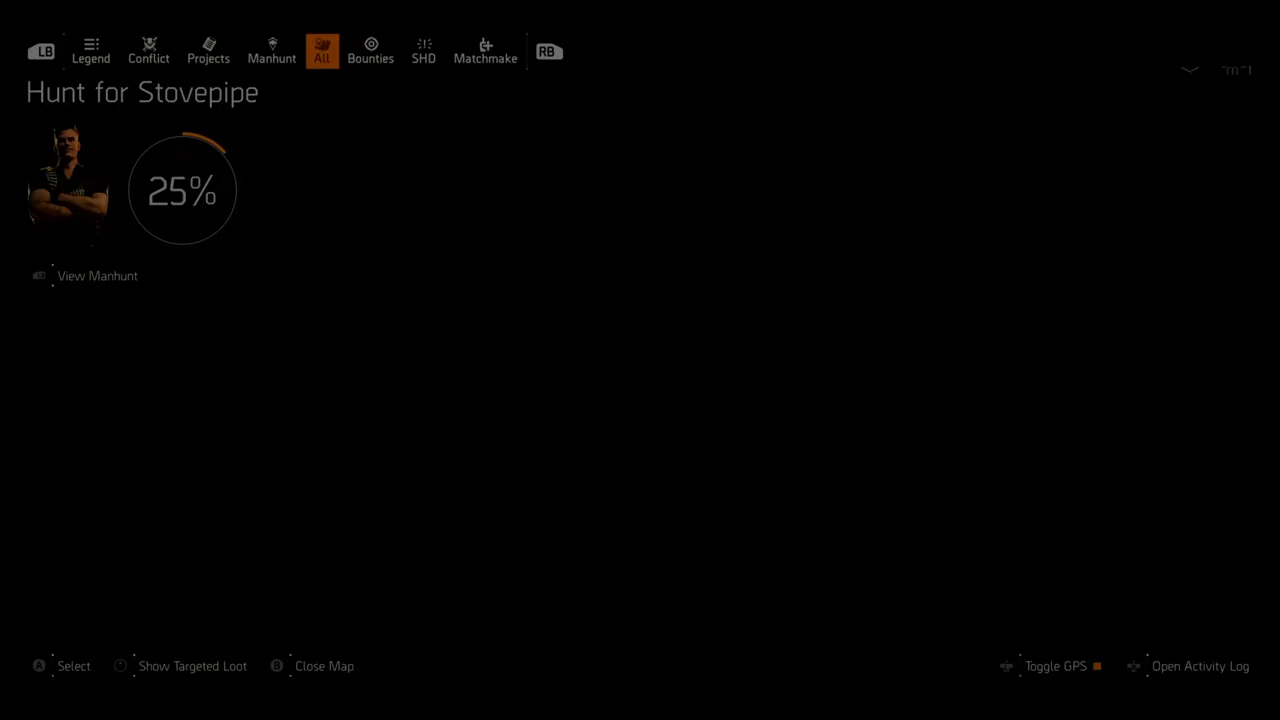 LB Legend Conflict Projects Manhunt All Bounties SHD Matchmake RB
Hunt for Stovepipe
25%
LB View Manhunt
A Select Show Targeted Loot B Close Map Toggle GPS Open Activity Log